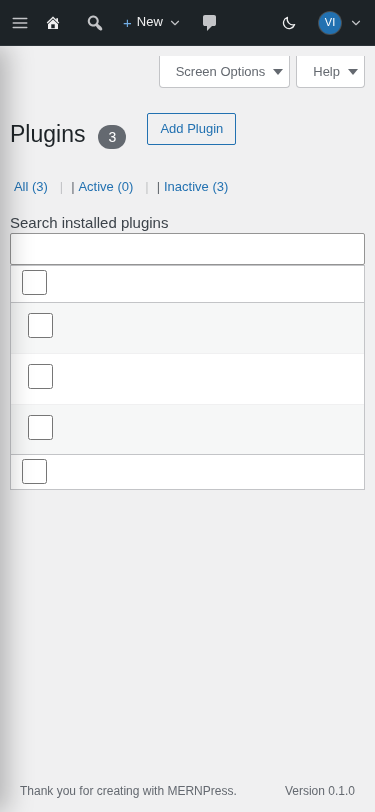 + New
VI
Screen Options
Help
Plugins 3 Add Plugin
All (3) | | Active (0) | | Inactive (3)
Search installed plugins
Thank you for creating with MERNPress. Version 0.1.0